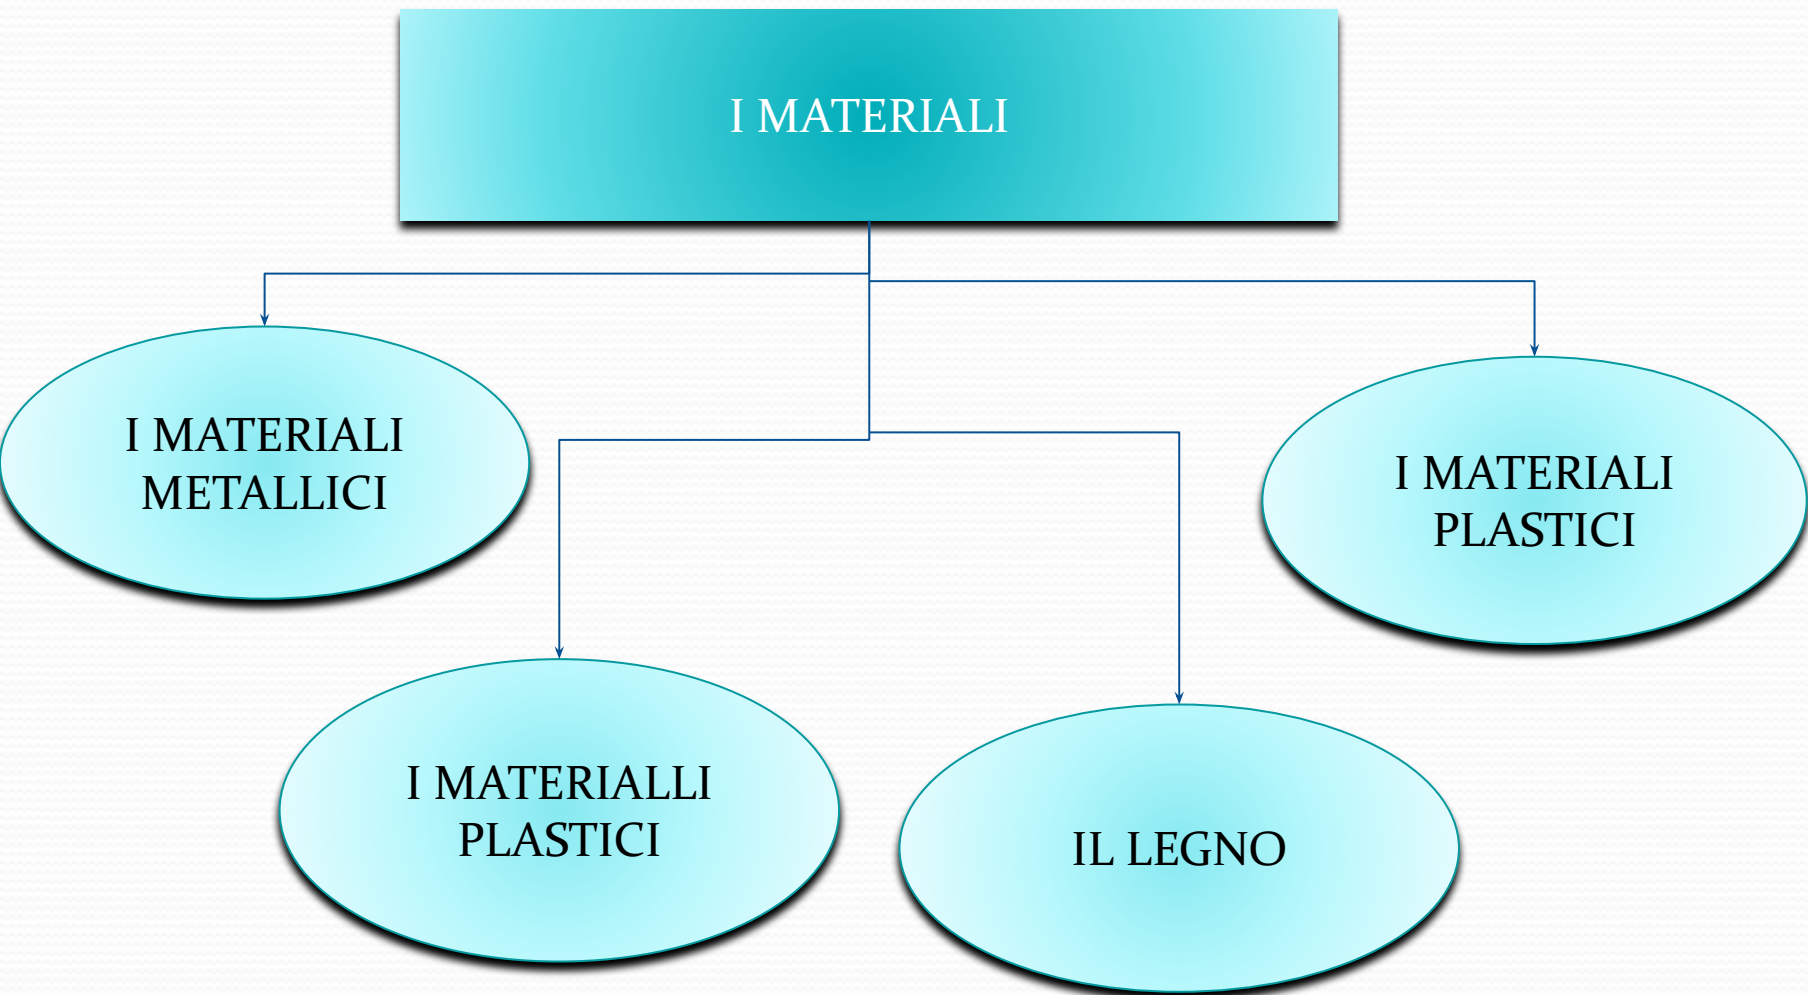 I MATERIALI
I MATERIALI
METALLICI
I MATERIALI
PLASTICI
I MATERIALLI
PLASTICI
IL LEGNO